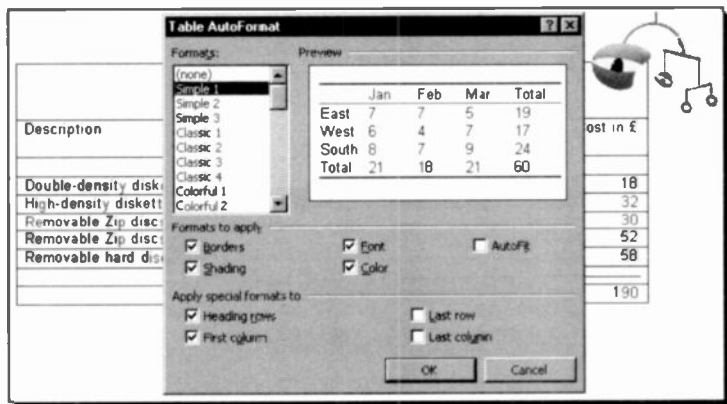 Table AutoFormat
Formats:
(none)
Simple 1
Simple 2
Simple 3
Classic 1
Classic 2
Classic 3
Classic 4
Colorful 1
Colorful 2
Preview
Jan Feb Mar Total
East 7 7 5 19
West 6 4 7 17
South 8 7 9 24
Total 21 18 21 60
Formats to apply
Borders Font AutoFit
Shading Color
Apply special formats to
Heading rows Last row
First column Last column
OK Cancel
Description ost in £
Double-density disk 18
High-density diskett 32
Removable Zip disc 30
Removable Zip disc 52
Removable hard dis 58
190